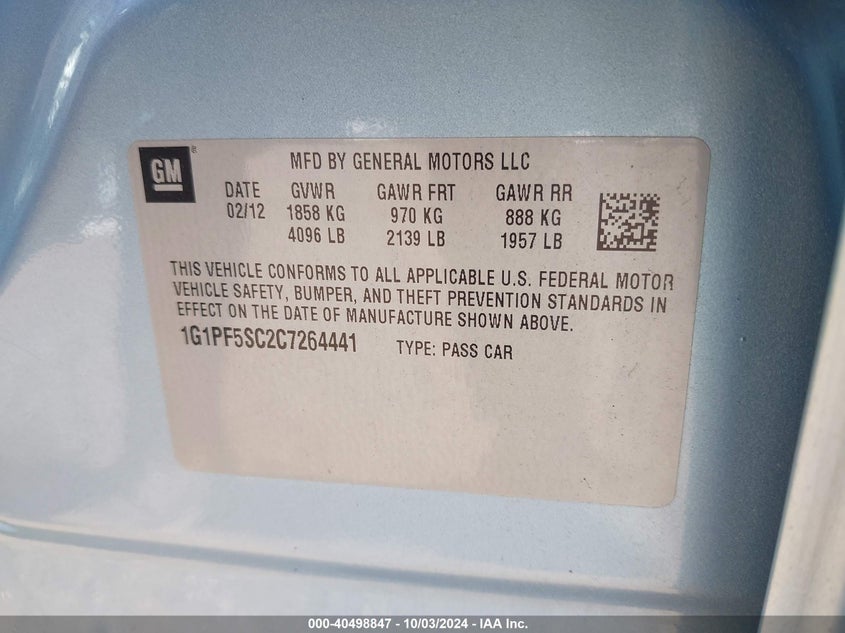 GM®
MFD BY GENERAL MOTORS LLC
DATE GVWR GAWR FRT GAWR RR
02/12 1858 KG 970 KG 888 KG
4096 LB 2139 LB 1957 LB
THIS VEHICLE CONFORMS TO ALL APPLICABLE U.S. FEDERAL MOTOR
VEHICLE SAFETY, BUMPER, AND THEFT PREVENTION STANDARDS IN
EFFECT ON THE DATE OF MANUFACTURE SHOWN ABOVE.
1G1PF5SC2C7264441 TYPE: PASS CAR
000-40498847 - 10/03/2024 - IAA Inc.